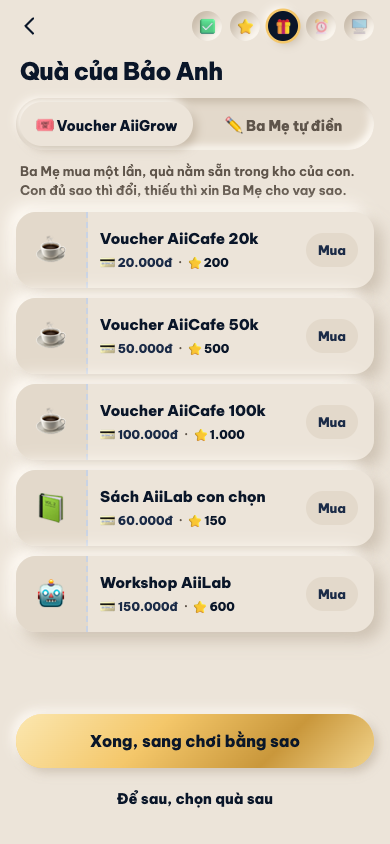 Quà của Bảo Anh
Voucher AiiGrow
Ba Mẹ tự điền
Ba Mẹ mua một lần, quà nằm sẵn trong kho của con.
Con đủ sao thì đổi, thiếu thì xin Ba Mẹ cho vay sao.
Voucher AiiCafe 20k
20.000đ · 200
Mua
Voucher AiiCafe 50k
50.000đ · 500
Mua
Voucher AiiCafe 100k
100.000đ · 1.000
Mua
Sách AiiLab con chọn
60.000đ · 150
Mua
Workshop AiiLab
150.000đ · 600
Mua
Xong, sang chơi bằng sao
Để sau, chọn quà sau